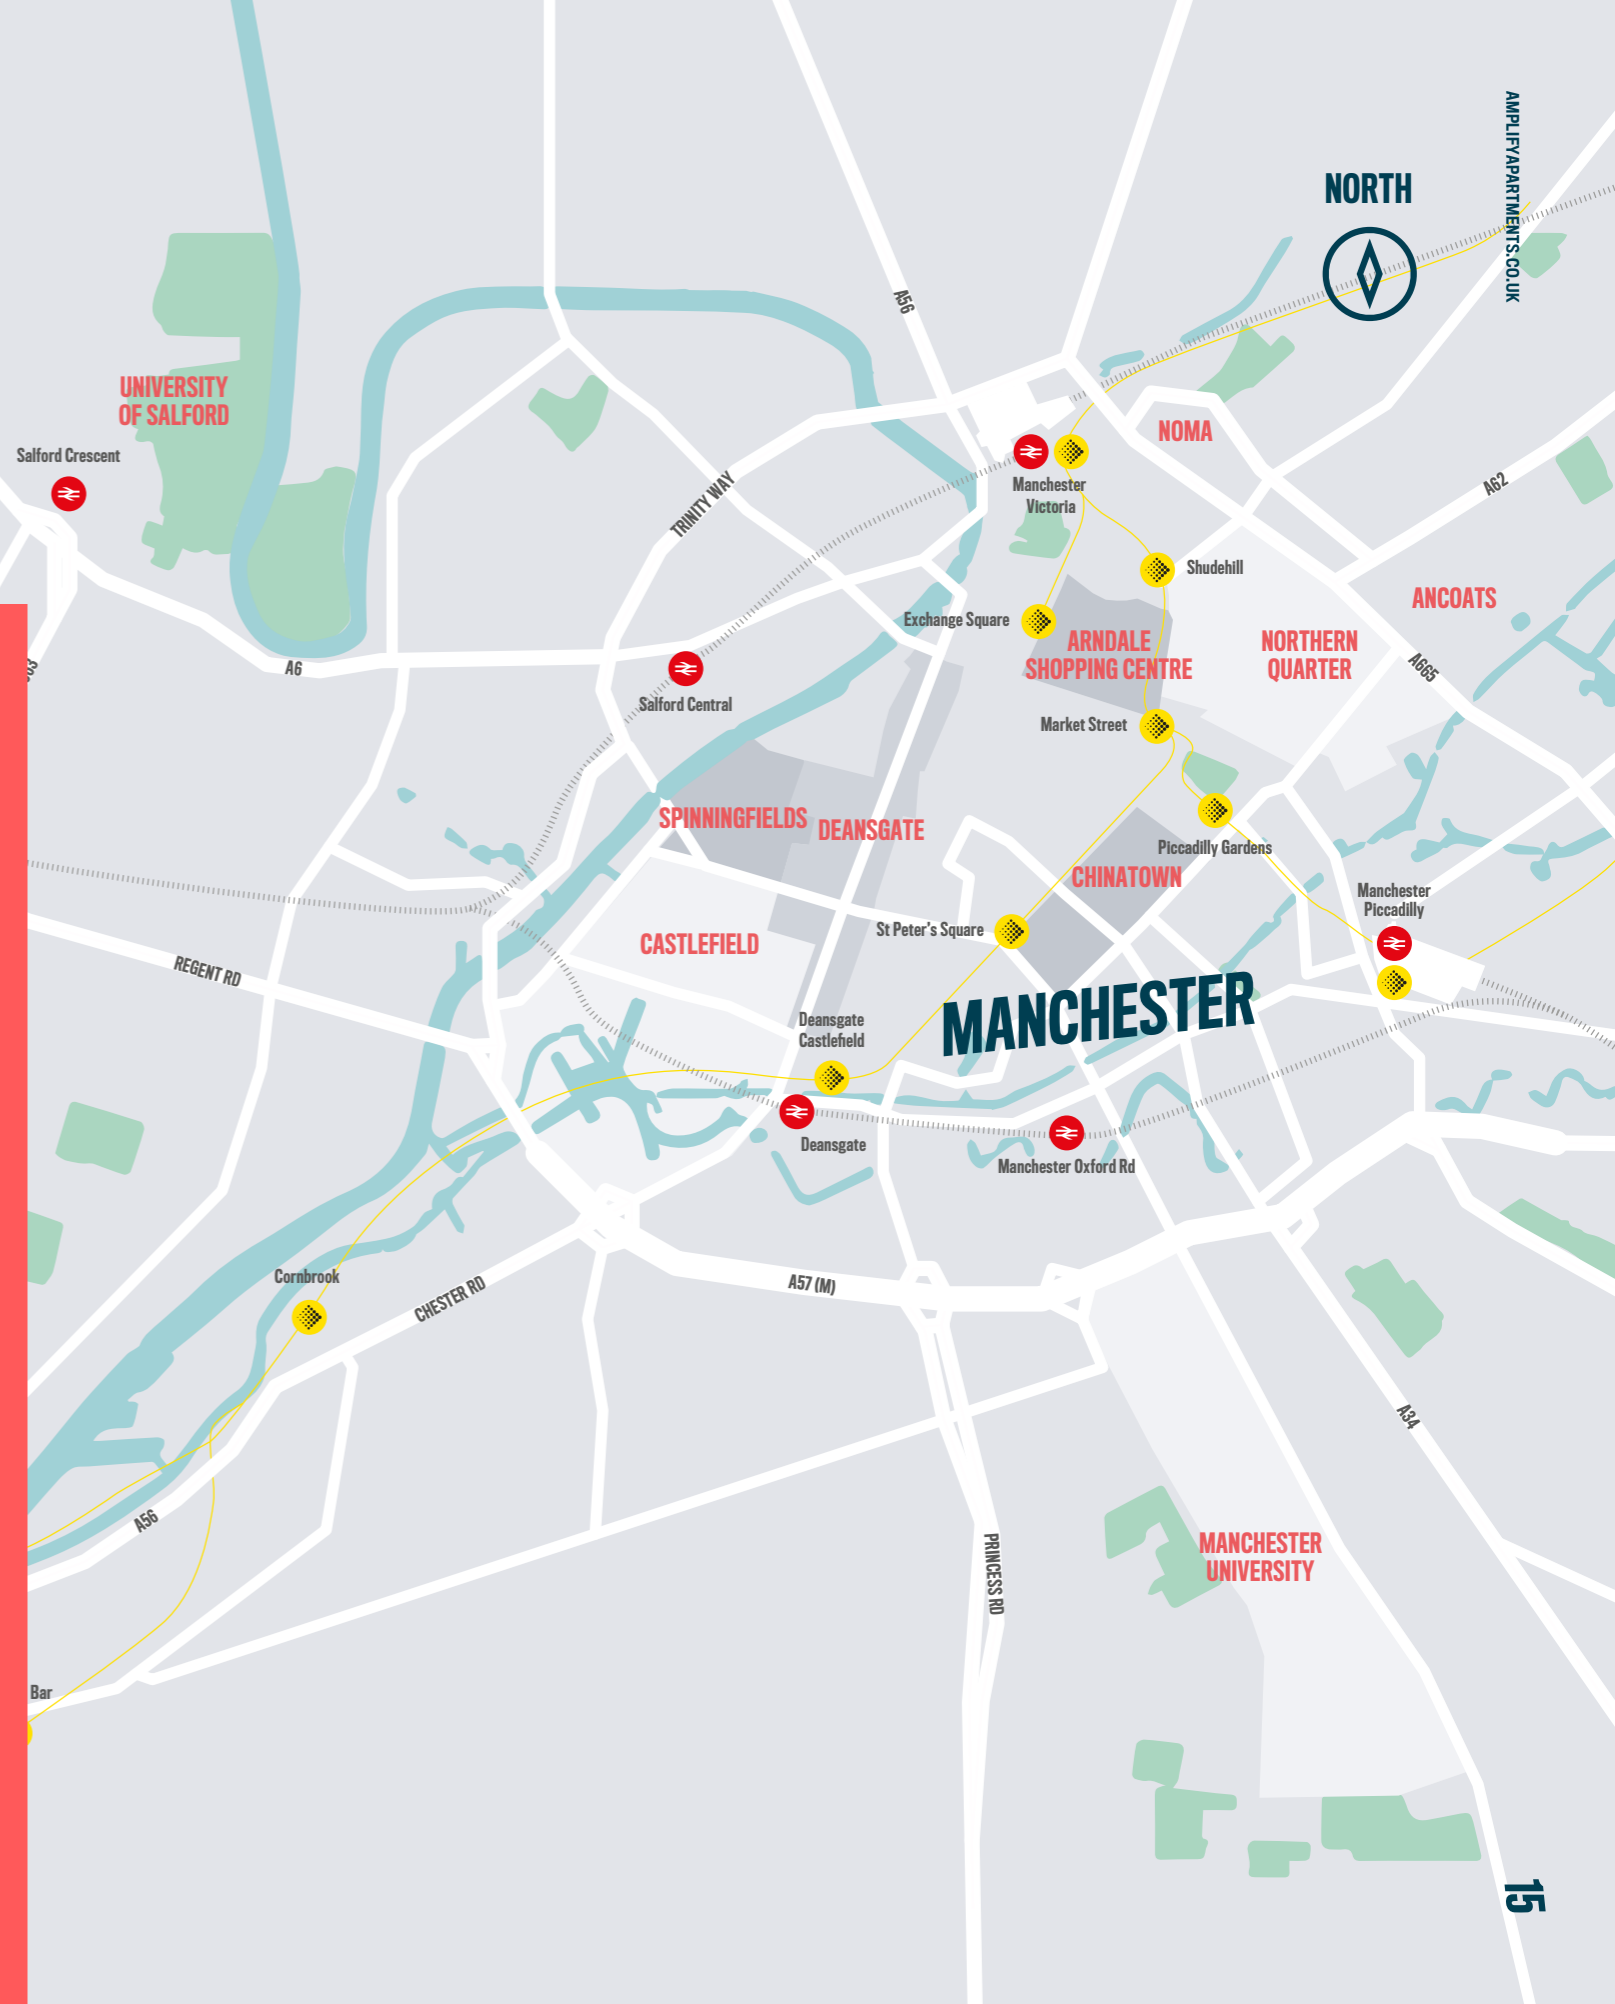 AMPLIFYAPARTMENTS.CO.UK
NORTH
A56
UNIVERSITY
OF SALFORD
Salford Crescent
NOMA
TRINITY WAY
A62
Manchester
Victoria
Shudehill
ANCOATS
Exchange Square
ARNDALE
SHOPPING CENTRE
NORTHERN
QUARTER
A665
A6
Salford Central
Market Street
SPINNINGFIELDS
DEANSGATE
Piccadilly Gardens
CHINATOWN
Manchester
Piccadilly
St Peter's Square
CASTLEFIELD
REGENT RD
MANCHESTER
Deansgate
Castlefield
Deansgate
Manchester Oxford Rd
Cornbrook
CHESTER RD
A57 (M)
A34
A56
MANCHESTER
UNIVERSITY
PRINCESS RD
Bar
15